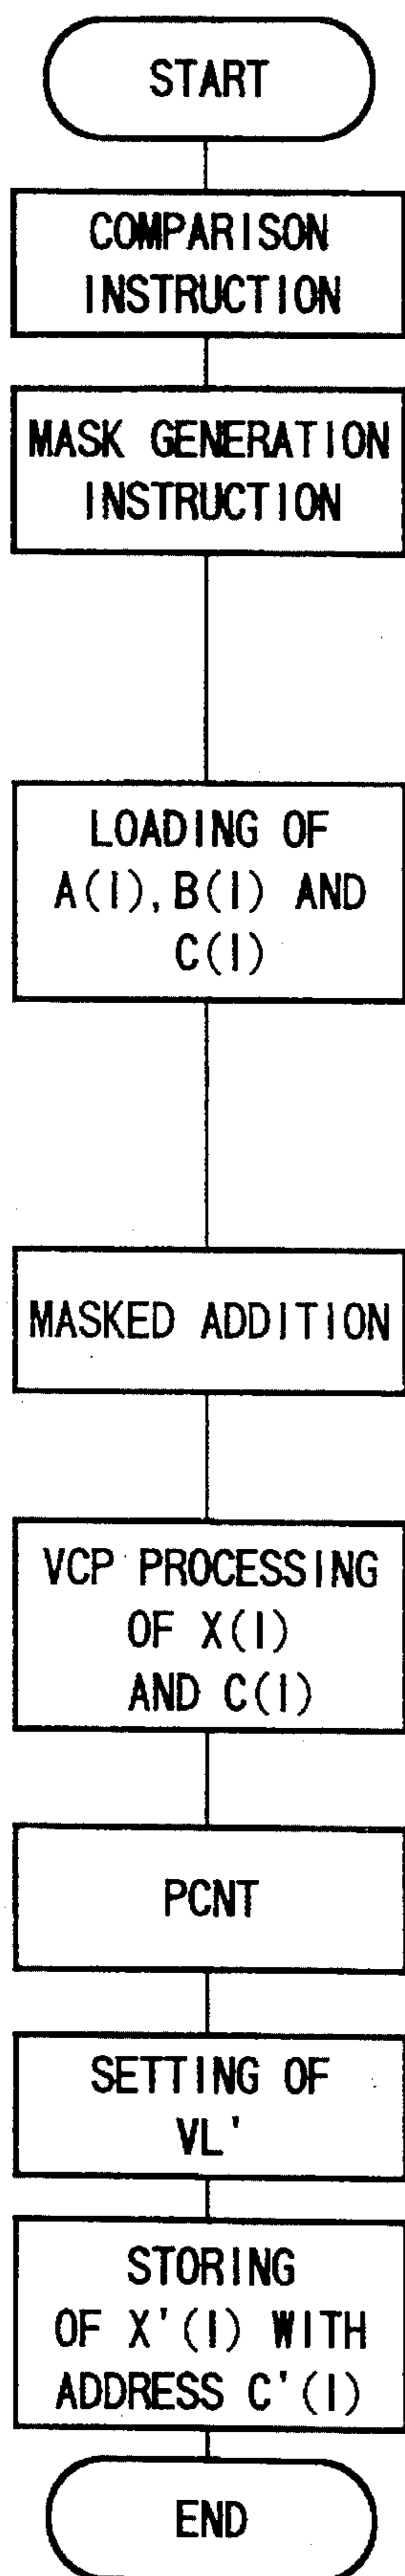 START
COMPARISON
INSTRUCTION
MASK GENERATION
INSTRUCTION
LOADING OF
A(I), B(I) AND
C(I)
MASKED ADDITION
VCP PROCESSING
OF X(I)
AND C(I)
PCNT
SETTING OF
VL'
STORING
OF X'(I) WITH
ADDRESS C'(I)
END